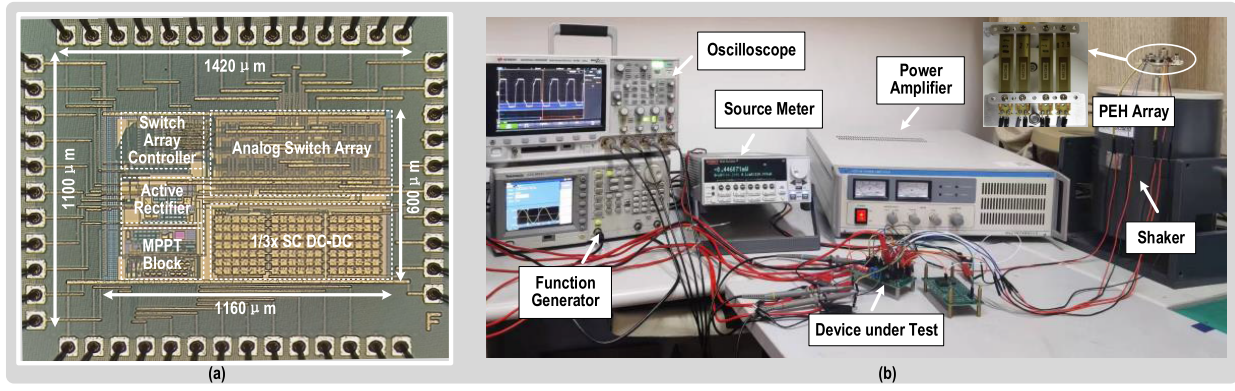 1420 μm
Switch
Array
Controller
Analog Switch Array
1100 μm
600 μm
Active
Rectifier
MPPT
Block
1/3x SC DC-DC
1160 μm
F
(a)
Oscilloscope
Source Meter
Power
Amplifier
PEH Array
Shaker
Function
Generator
Device under Test
(b)